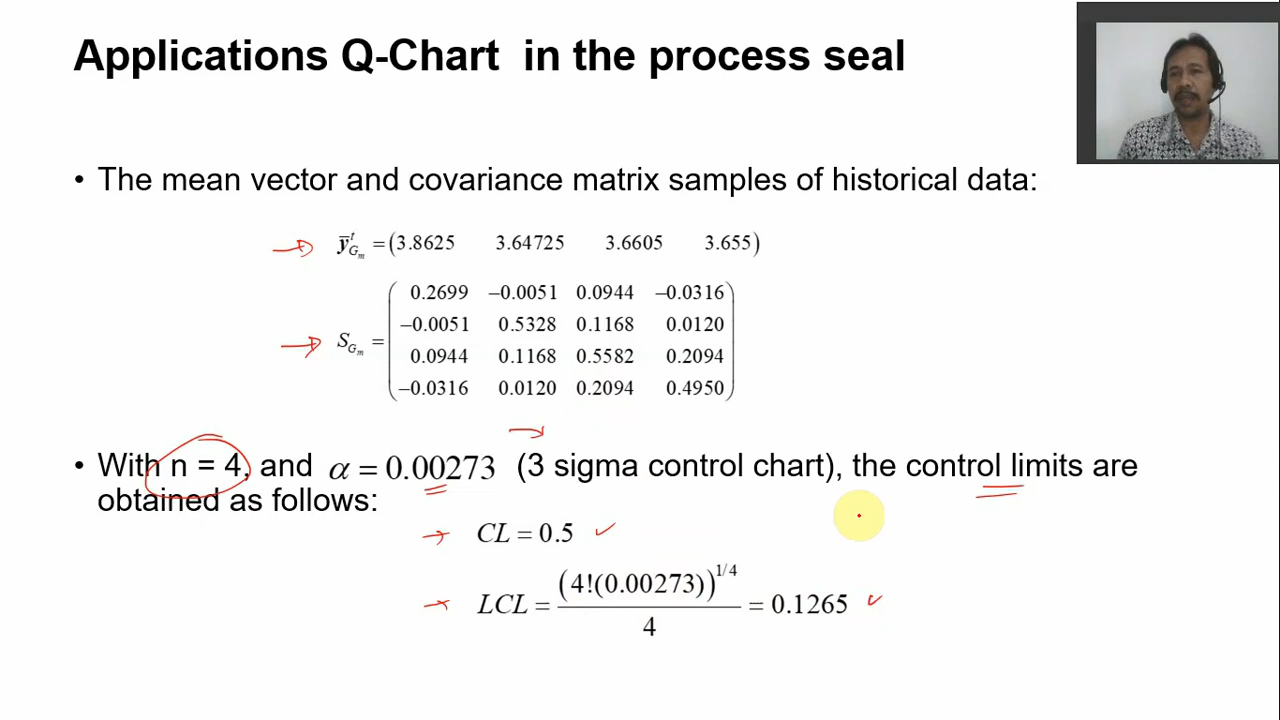 Applications Q-Chart in the process seal
• The mean vector and covariance matrix samples of historical data:
ȳᵗ_Gₘ = (3.8625 3.64725 3.6605 3.655)
0.2699 −0.0051 0.0944 −0.0316
−0.0051 0.5328 0.1168 0.0120
S_Gₘ =
0.0944 0.1168 0.5582 0.2094
−0.0316 0.0120 0.2094 0.4950
• With n = 4, and α = 0.00273 (3 sigma control chart), the control limits are
obtained as follows:
CL = 0.5
LCL = (4!(0.00273))^1/4 / 4 = 0.1265